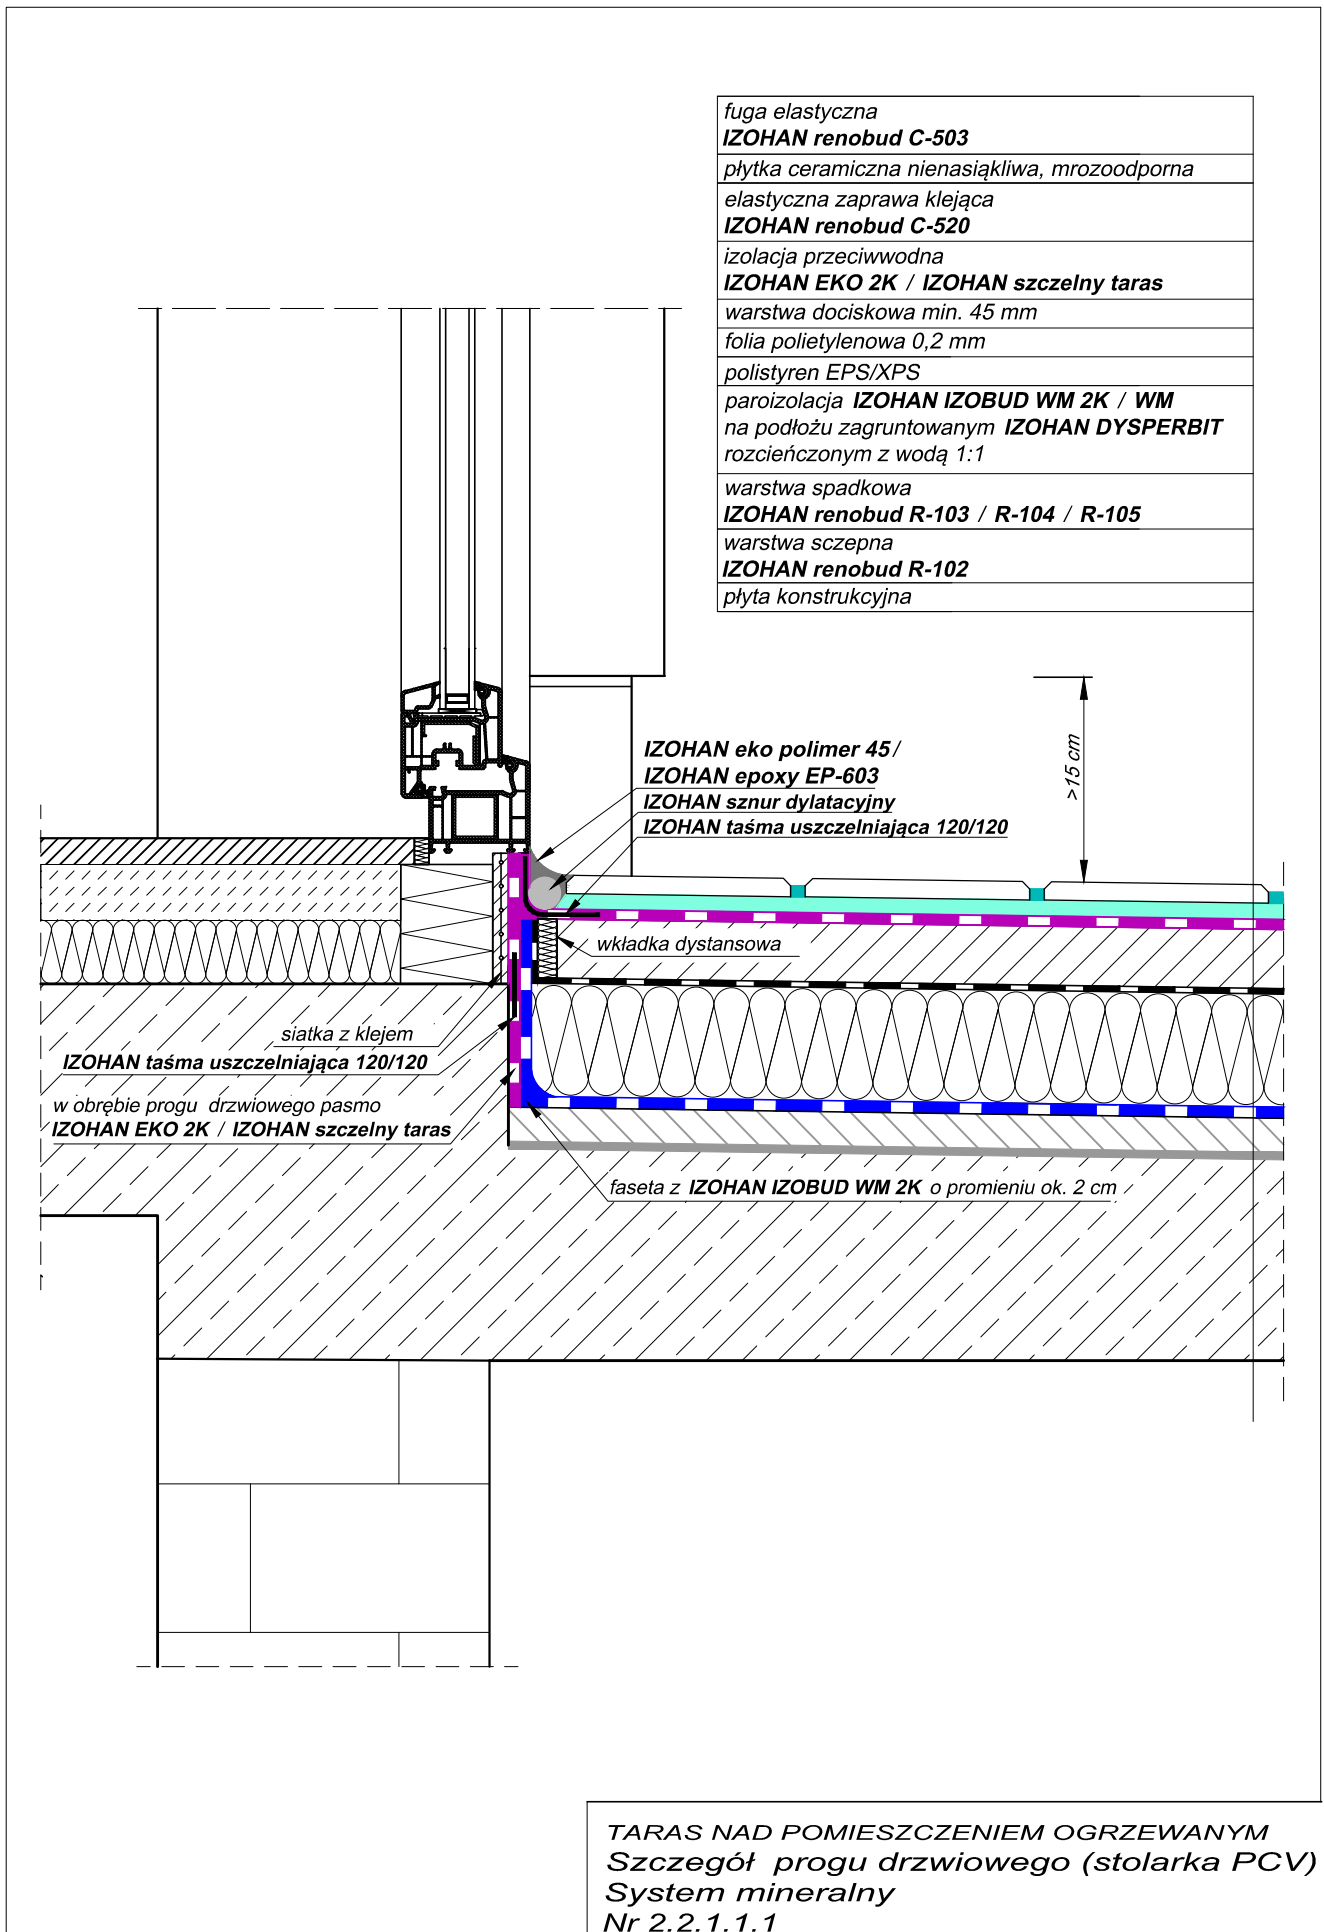 fuga elastyczna
IZOHAN renobud C-503
płytka ceramiczna nienasiąkliwa, mrozoodporna
elastyczna zaprawa klejąca
IZOHAN renobud C-520
izolacja przeciwwodna
IZOHAN EKO 2K / IZOHAN szczelny taras
warstwa dociskowa min. 45 mm
folia polietylenowa 0,2 mm
polistyren EPS/XPS
paroizolacja IZOHAN IZOBUD WM 2K / WM
na podłożu zagruntowanym IZOHAN DYSPERBIT
rozcieńczonym z wodą 1:1
warstwa spadkowa
IZOHAN renobud R-103 / R-104 / R-105
warstwa sczepna
IZOHAN renobud R-102
płyta konstrukcyjna
IZOHAN eko polimer 45/
IZOHAN epoxy EP-603
IZOHAN sznur dylatacyjny
IZOHAN taśma uszczelniająca 120/120
>15 cm
wkładka dystansowa
siatka z klejem
IZOHAN taśma uszczelniająca 120/120
w obrębie progu drzwiowego pasmo
IZOHAN EKO 2K / IZOHAN szczelny taras
faseta z IZOHAN IZOBUD WM 2K o promieniu ok. 2 cm
TARAS NAD POMIESZCZENIEM OGRZEWANYM
Szczegół progu drzwiowego (stolarka PCV)
System mineralny
Nr 2.2.1.1.1